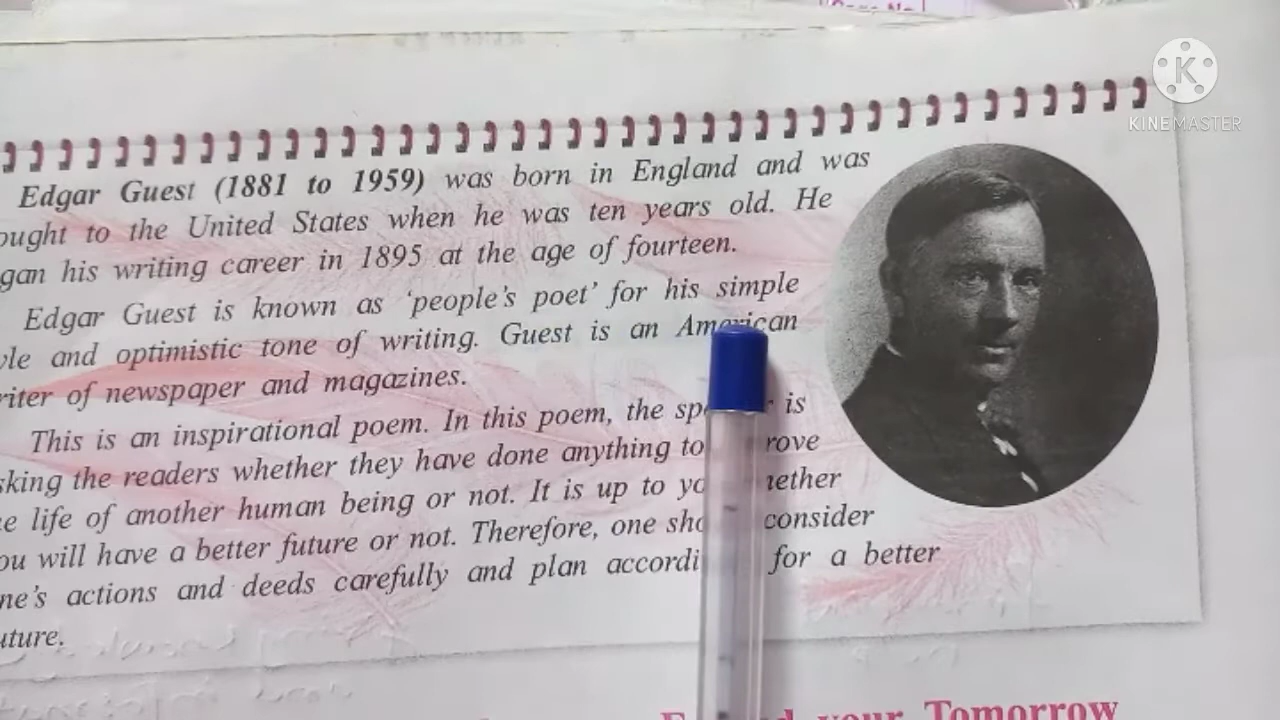 KINEMASTER
Edgar Guest (1881 to 1959) was born in England and was
ought to the United States when he was ten years old. He
gan his writing career in 1895 at the age of fourteen.
Edgar Guest is known as ‘people’s poet’ for his simple
yle and optimistic tone of writing. Guest is an American
riter of newspaper and magazines.
This is an inspirational poem. In this poem, the sp r is
sking the readers whether they have done anything to rove
e life of another human being or not. It is up to yo hether
ou will have a better future or not. Therefore, one sho consider
ne’s actions and deeds carefully and plan accordi for a better
uture.
your Tomorrow